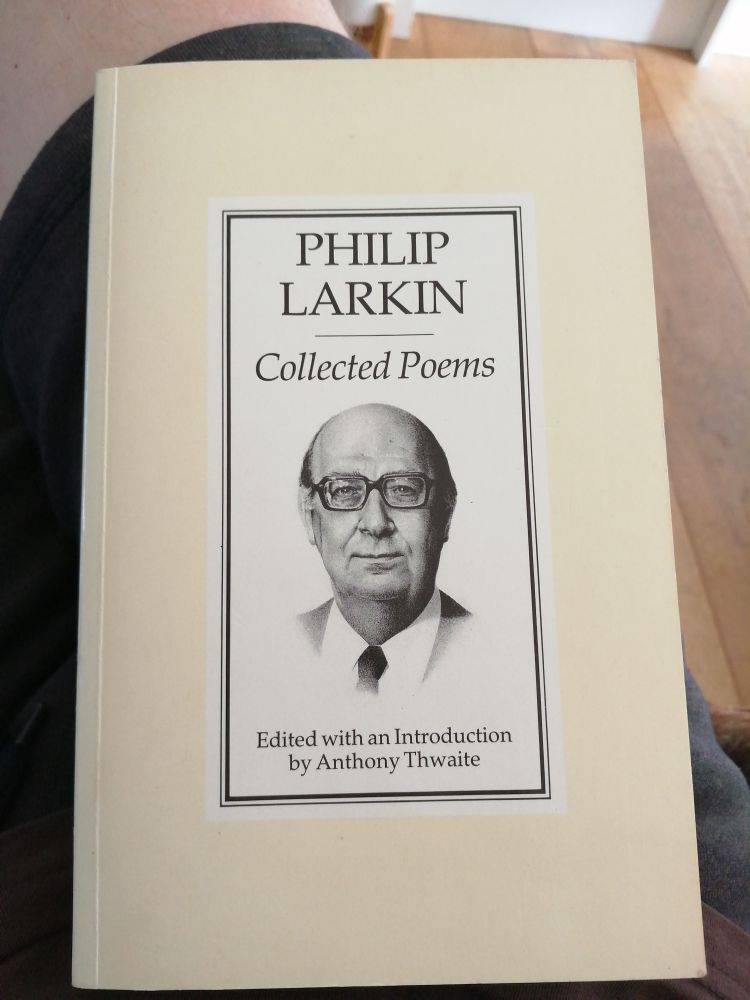 PHILIP
LARKIN
Collected Poems
Edited with an Introduction
by Anthony Thwaite